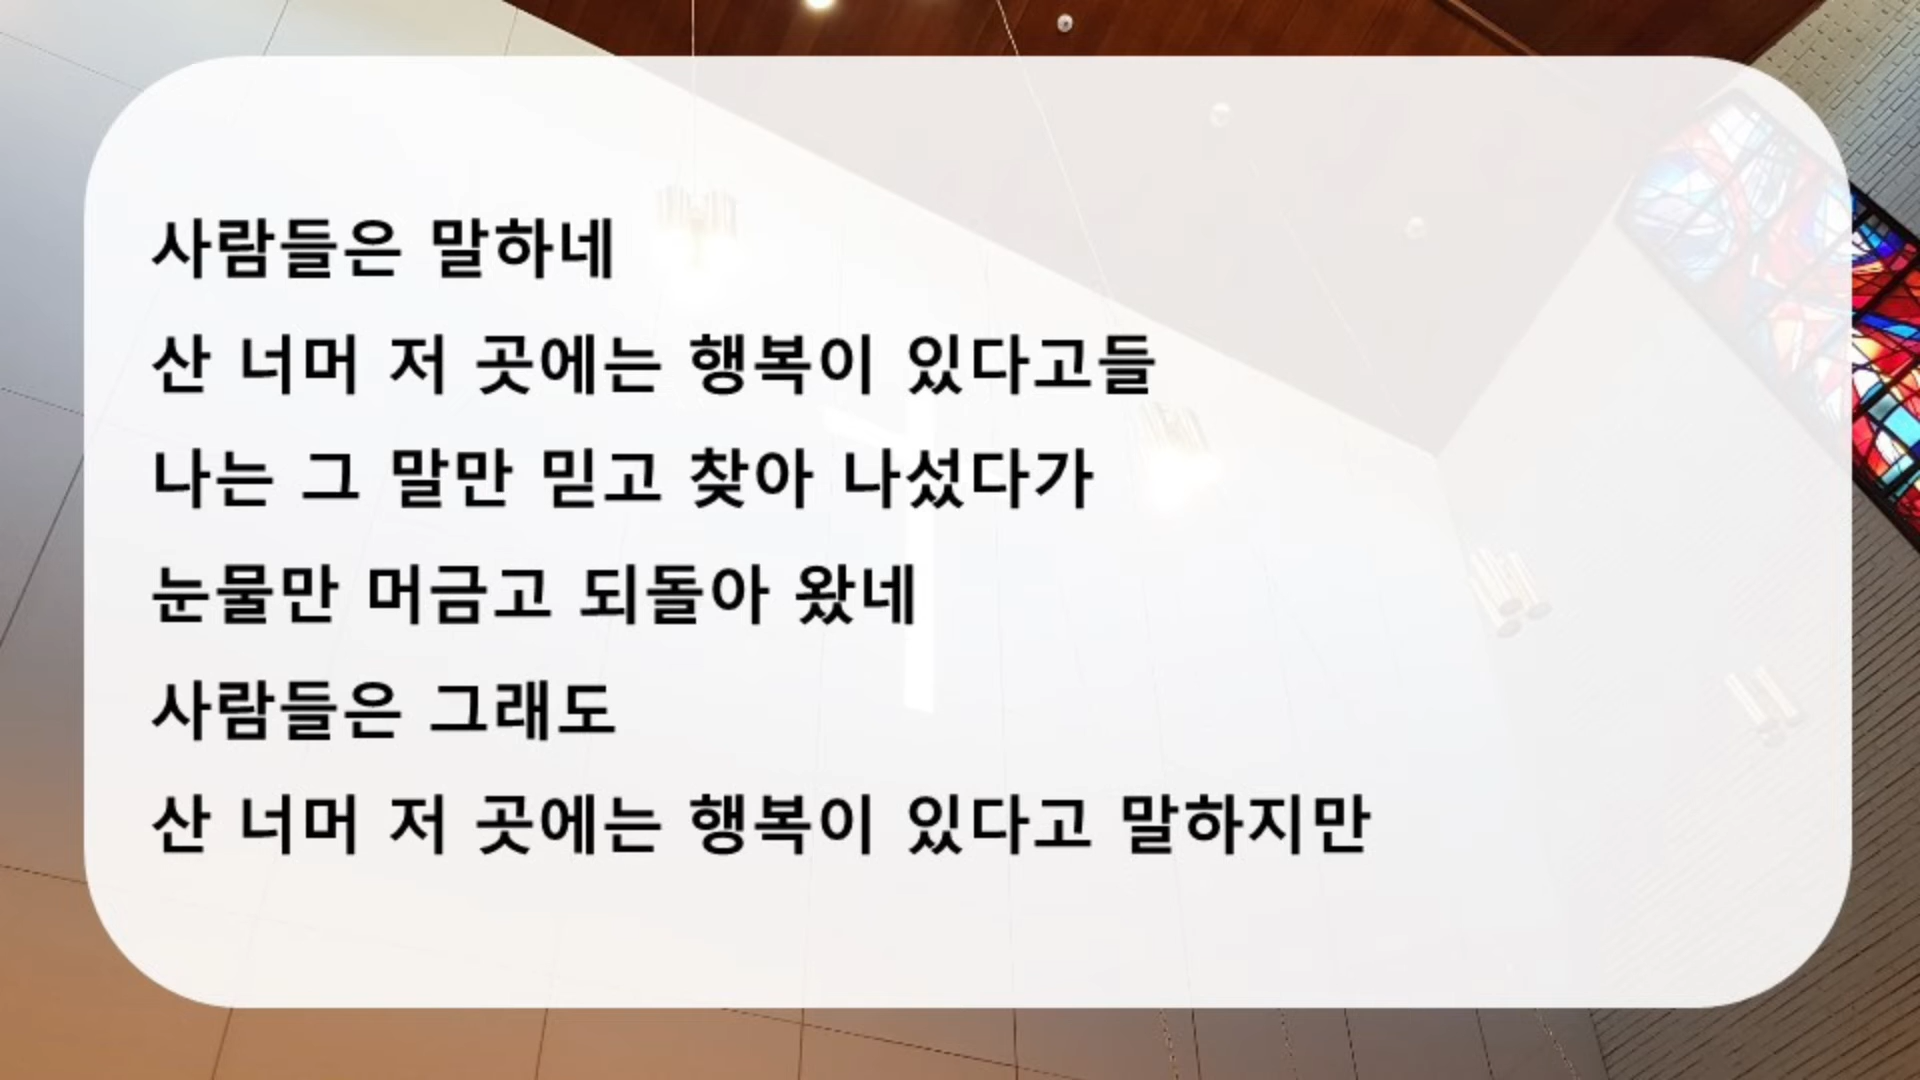 사람들은 말하네
산 너머 저 곳에는 행복이 있다고들
나는 그 말만 믿고 찾아 나섰다가
눈물만 머금고 되돌아 왔네
사람들은 그래도
산 너머 저 곳에는 행복이 있다고 말하지만